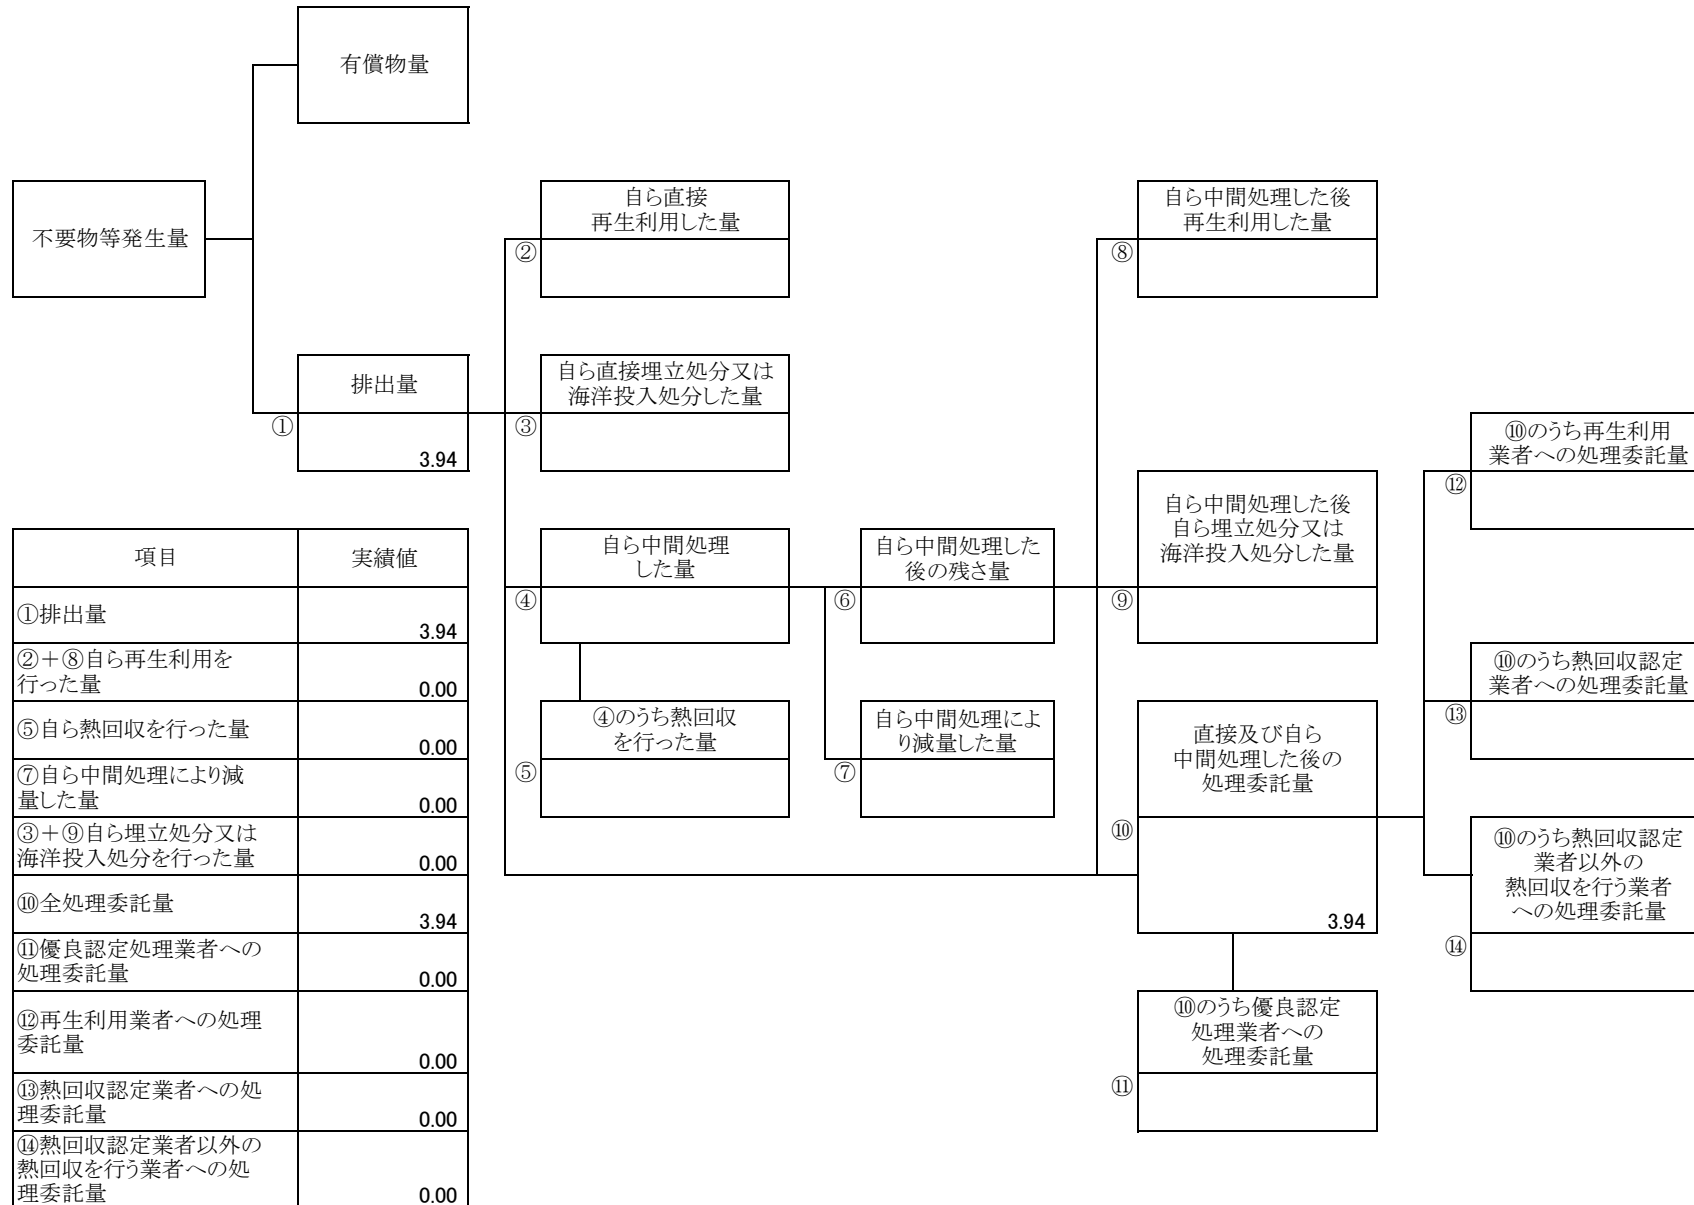 有償物量
不要物等発生量
自ら直接
再生利用した量
②
自ら中間処理した後
再生利用した量
⑧
排出量
①
3.94
自ら直接埋立処分又は
海洋投入処分した量
③
⑩のうち再生利用
業者への処理委託量
⑫
自ら中間処理
した量
④
自ら中間処理した
後の残さ量
⑥
自ら中間処理した後
自ら埋立処分又は
海洋投入処分した量
⑨
⑩のうち熱回収認定
業者への処理委託量
⑬
④のうち熱回収
を行った量
⑤
自ら中間処理によ
り減量した量
⑦
直接及び自ら
中間処理した後の
処理委託量
⑩
3.94
⑩のうち熱回収認定
業者以外の
熱回収を行う業者
への処理委託量
⑭
⑩のうち優良認定
処理業者への
処理委託量
⑪
項目
実績値
①排出量
3.94
②＋⑧自ら再生利用を
行った量
0.00
⑤自ら熱回収を行った量
0.00
⑦自ら中間処理により減
量した量
0.00
③＋⑨自ら埋立処分又は
海洋投入処分を行った量
0.00
⑩全処理委託量
3.94
⑪優良認定処理業者への
処理委託量
0.00
⑫再生利用業者への処理
委託量
0.00
⑬熱回収認定業者への処
理委託量
0.00
⑭熱回収認定業者以外の
熱回収を行う業者への処
理委託量
0.00